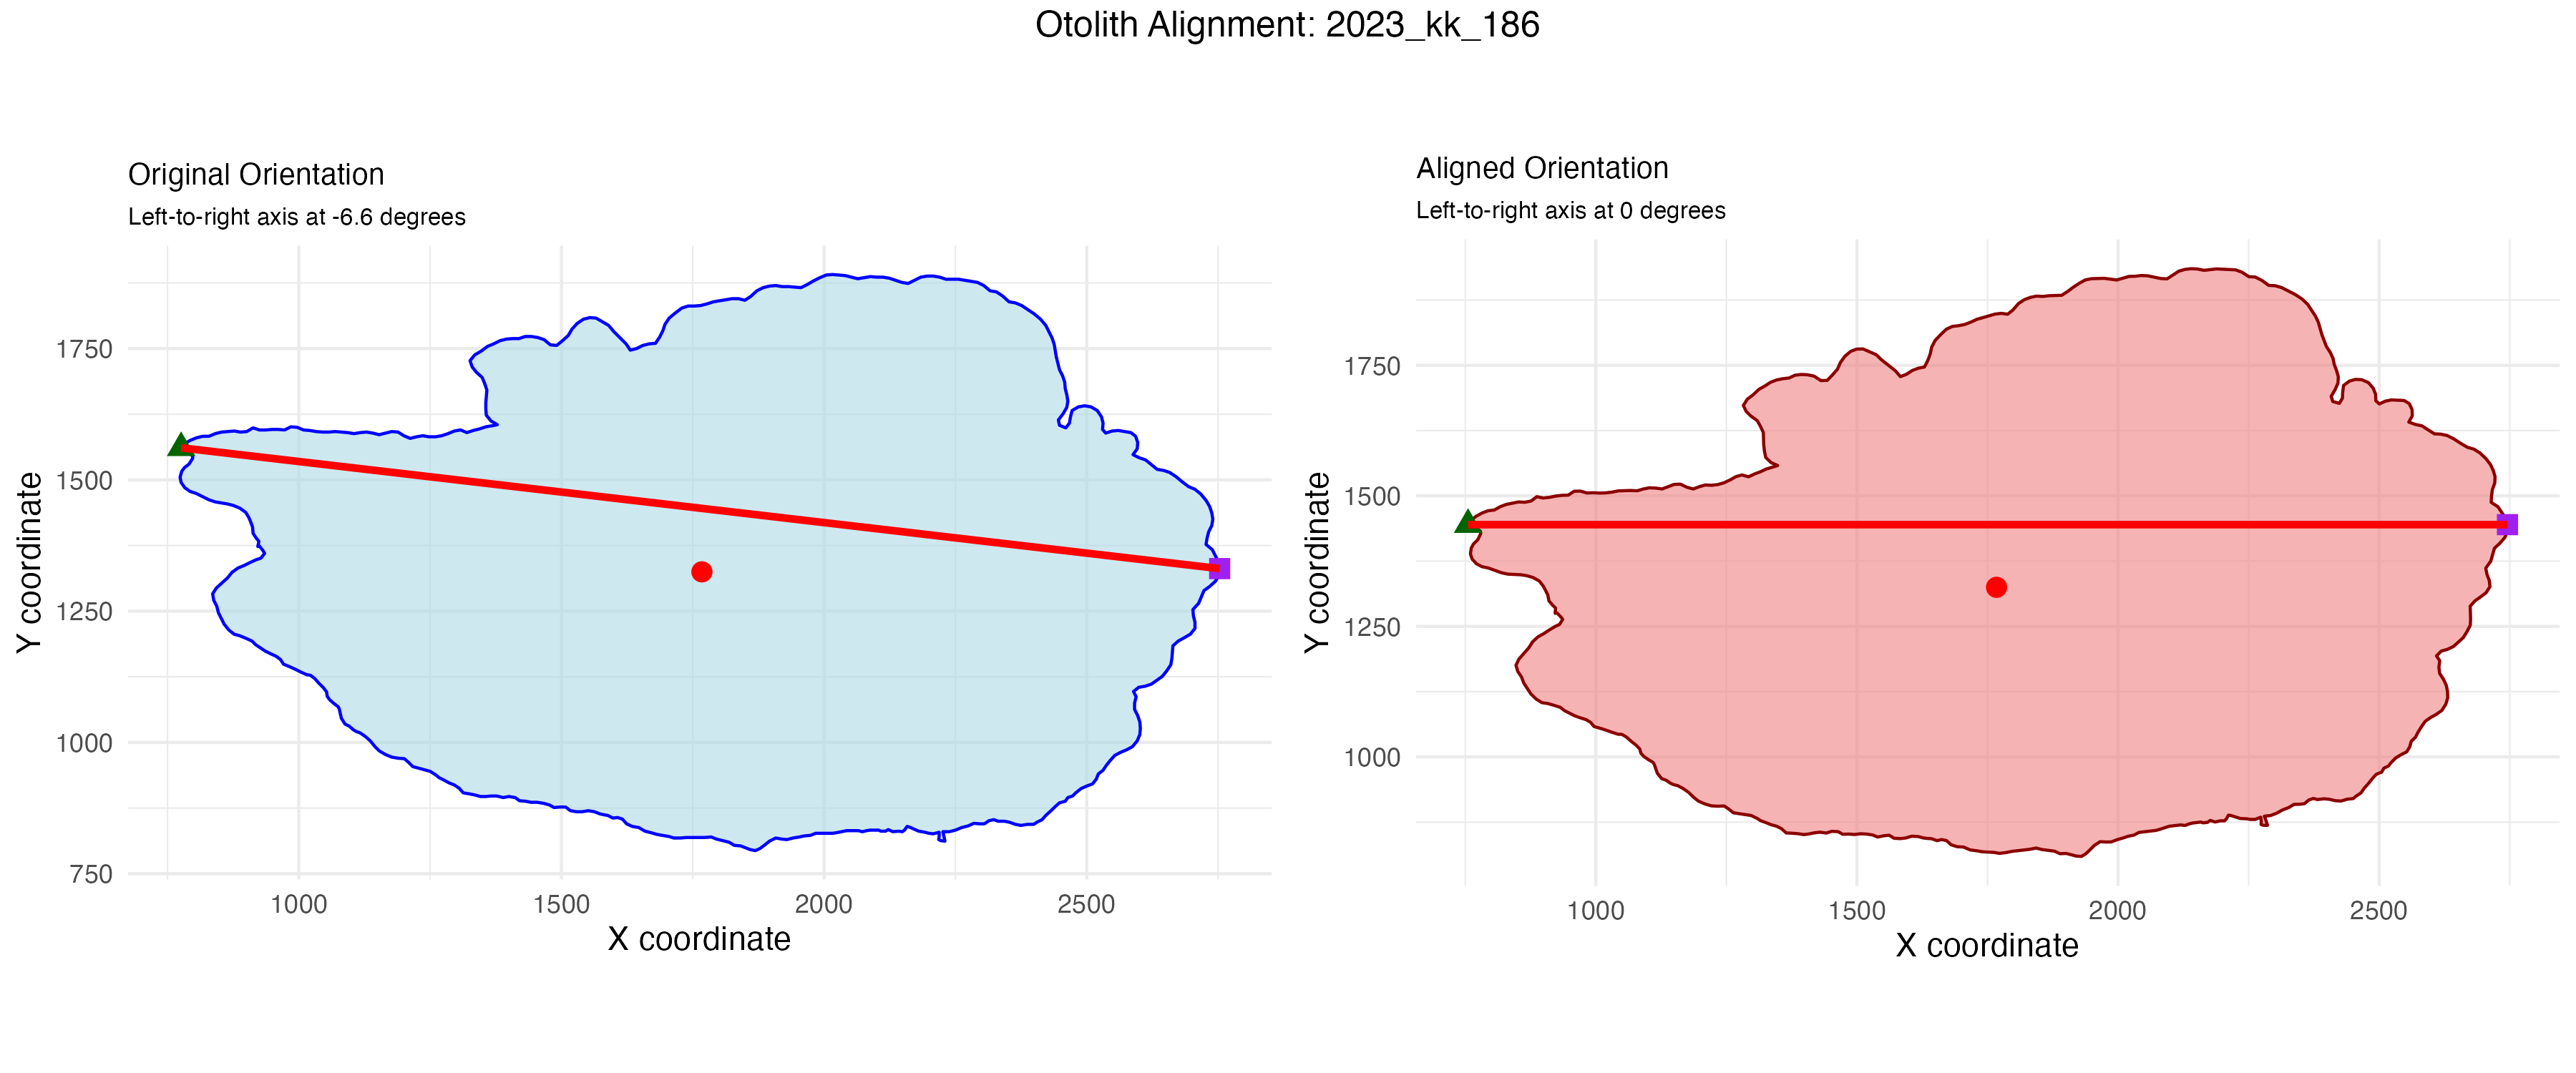 Otolith Alignment: 2023_kk_186
Original Orientation
Left-to-right axis at -6.6 degrees
1750
1500
1250
1000
750
Y coordinate
1000 1500 2000 2500
X coordinate
Aligned Orientation
Left-to-right axis at 0 degrees
1750
1500
1250
1000
Y coordinate
1000 1500 2000 2500
X coordinate